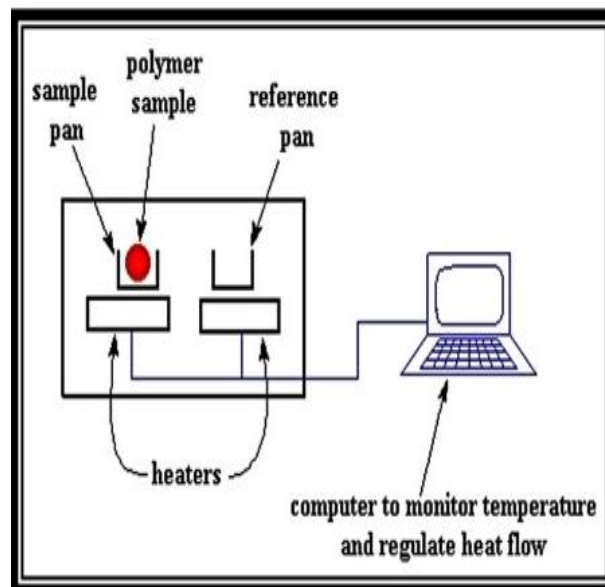 polymer
sample
sample
pan
reference
pan
heaters
computer to monitor temperature
and regulate heat flow